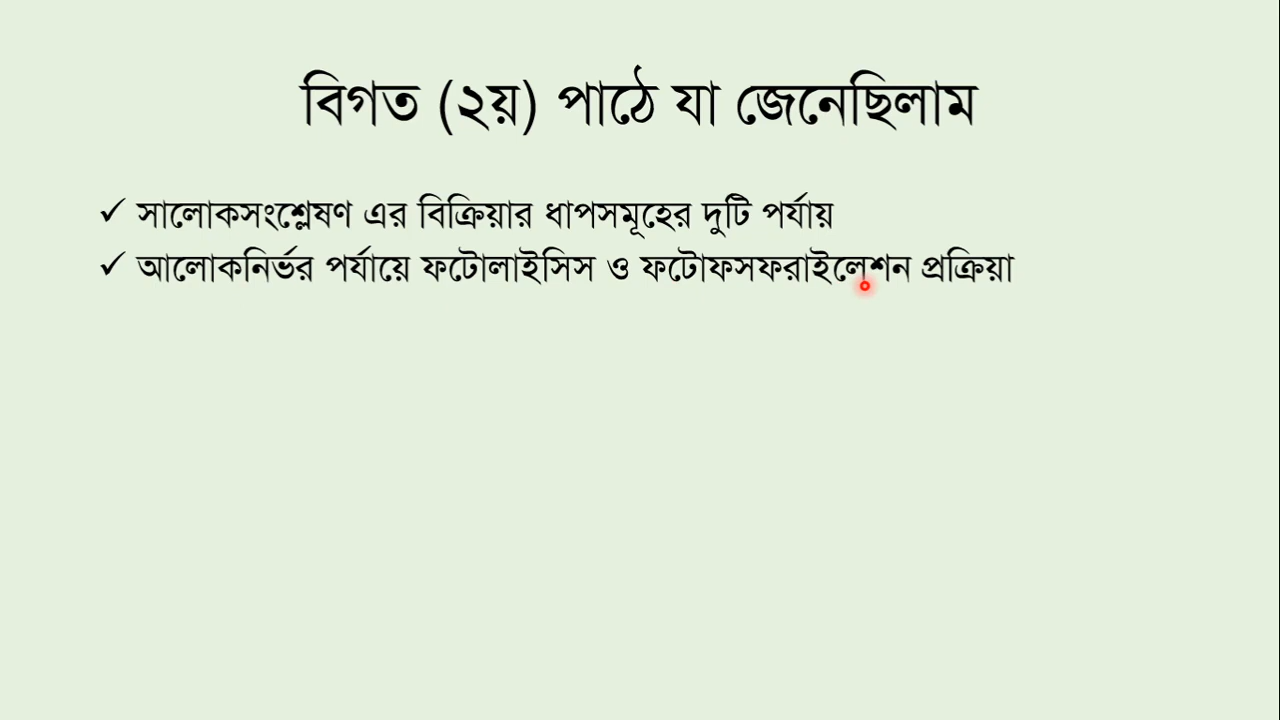 বিগত (২য়) পাঠে যা জেনেছিলাম
✓ সালোকসংশ্লেষণ এর বিক্রিয়ার ধাপসমূহের দুটি পর্যায়
✓ আলোকনির্ভর পর্যায়ে ফটোলাইসিস ও ফটোফসফরাইলেশন প্রক্রিয়া